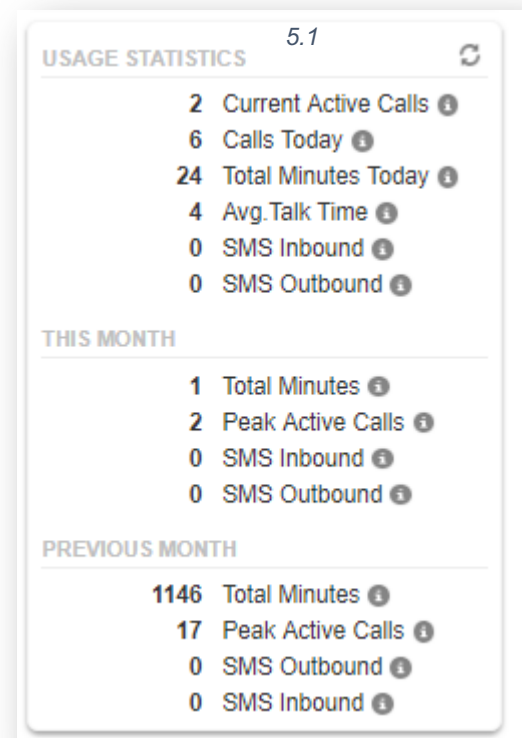 5.1
USAGE STATISTICS
2 Current Active Calls
6 Calls Today
24 Total Minutes Today
4 Avg.Talk Time
0 SMS Inbound
0 SMS Outbound
THIS MONTH
1 Total Minutes
2 Peak Active Calls
0 SMS Inbound
0 SMS Outbound
PREVIOUS MONTH
1146 Total Minutes
17 Peak Active Calls
0 SMS Outbound
0 SMS Inbound